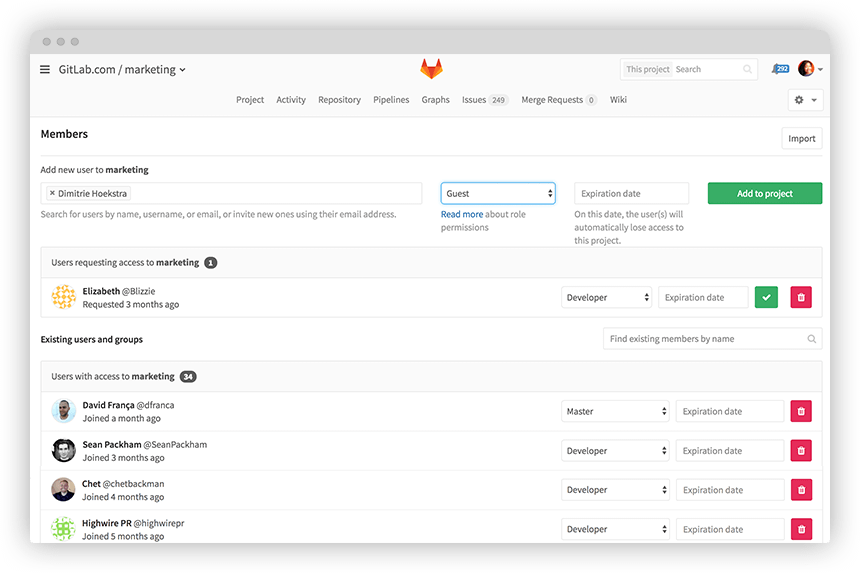 GitLab.com / marketing
This project Search
292
Project Activity Repository Pipelines Graphs Issues 249 Merge Requests 0 Wiki
Members
Import
Add new user to marketing
× Dimitrie Hoekstra
Guest
Expiration date
Add to project
Search for users by name, username, or email, or invite new ones using their email address.
Read more about role
permissions
On this date, the user(s) will
automatically lose access to
this project.
Users requesting access to marketing 1
Elizabeth @Blizzie
Requested 3 months ago
Developer
Expiration date
Existing users and groups
Find existing members by name
Users with access to marketing 34
David França @dfranca
Joined a month ago
Master
Expiration date
Sean Packham @SeanPackham
Joined 3 months ago
Developer
Expiration date
Chet @chetbackman
Joined 4 months ago
Developer
Expiration date
Highwire PR @highwirepr
Joined 5 months ago
Developer
Expiration date